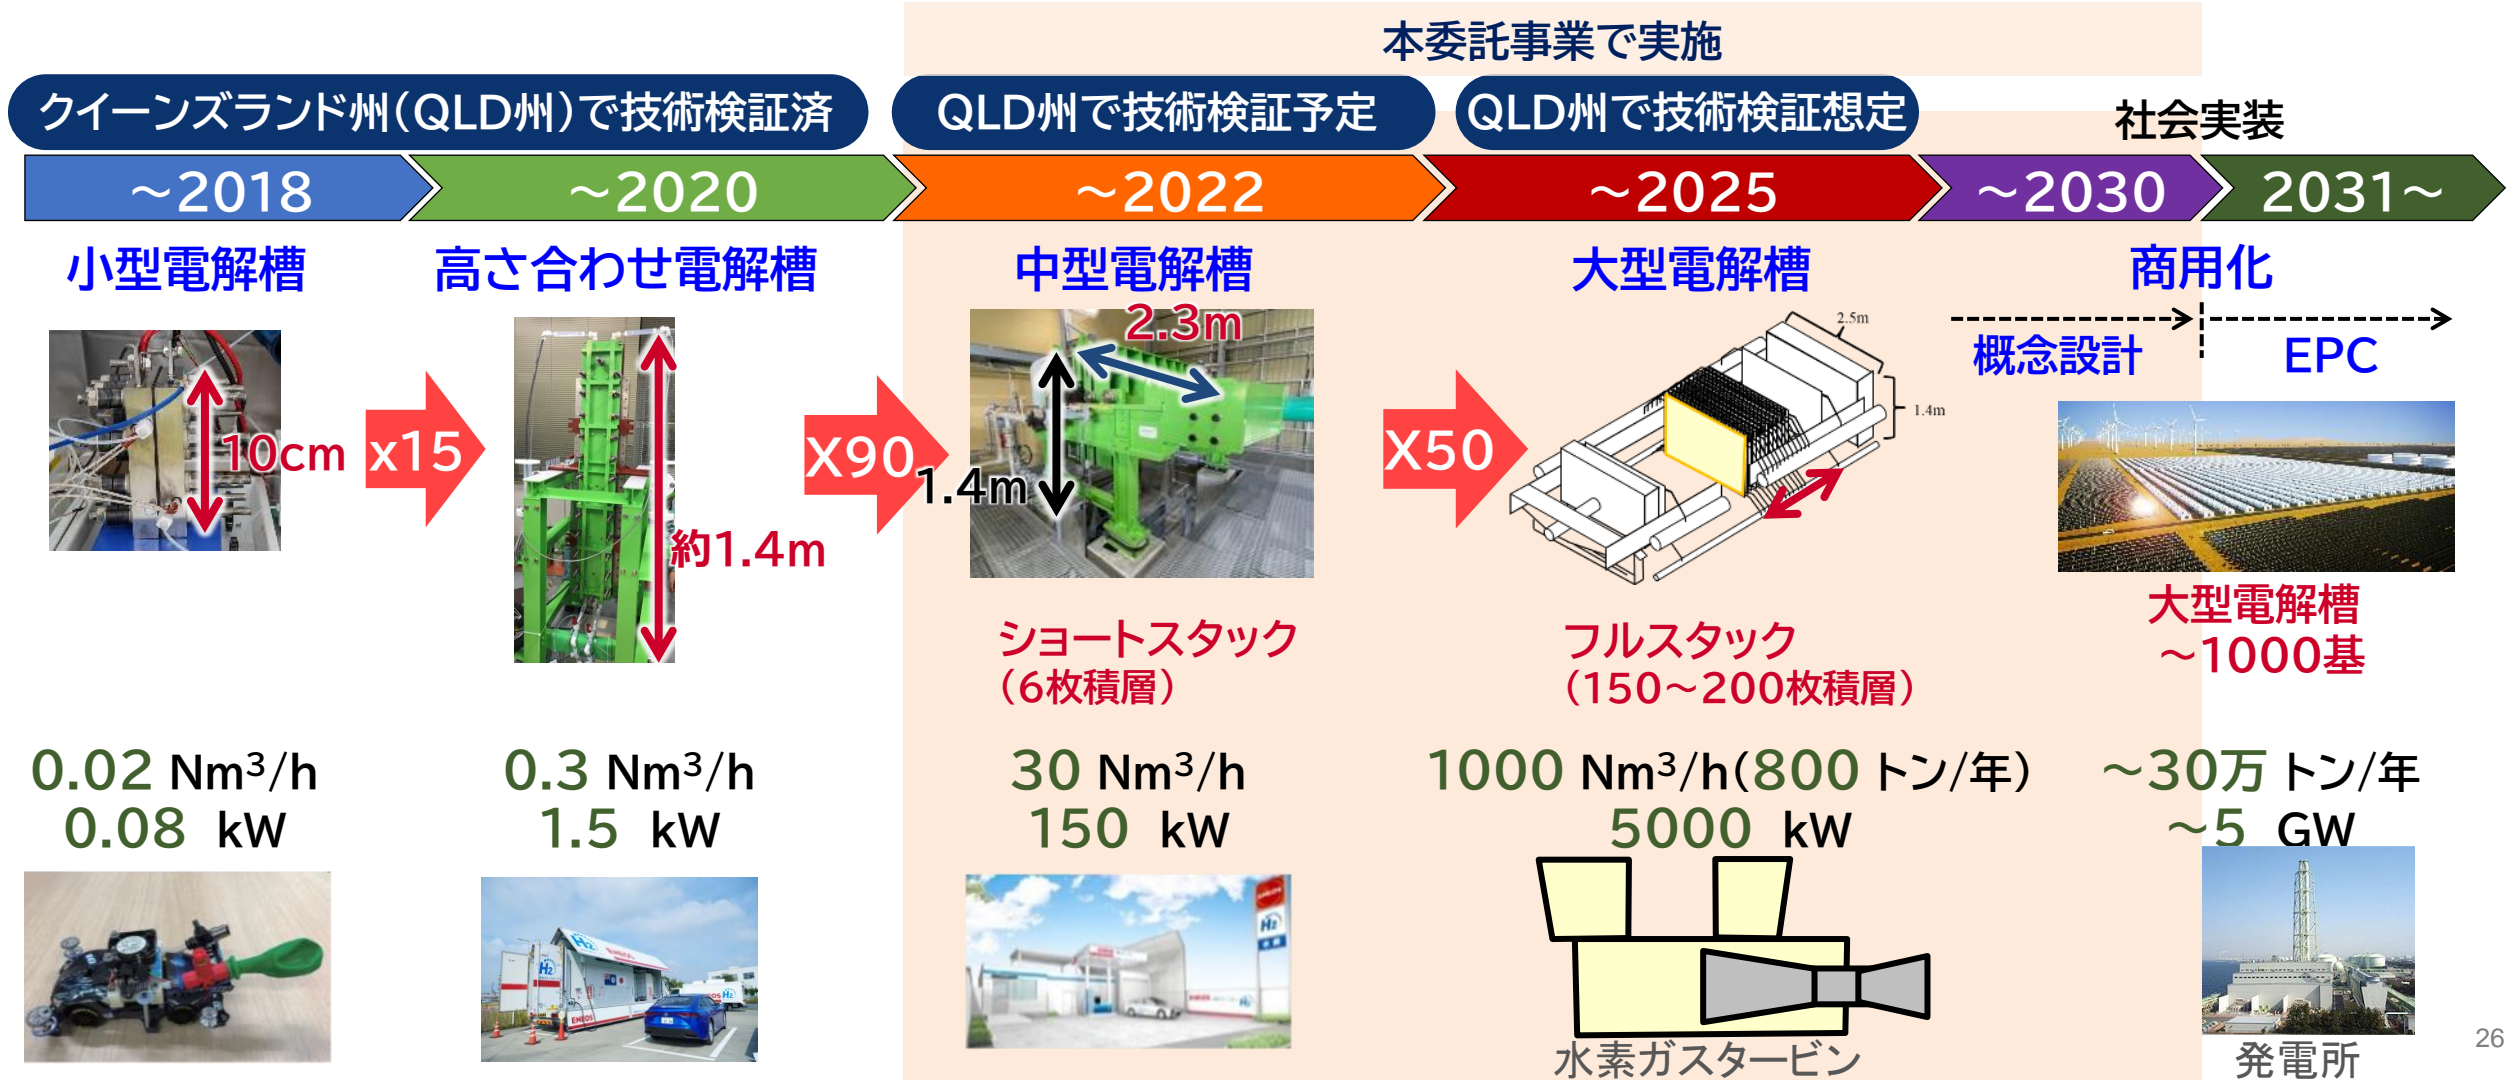 本委託事業で実施
クイーンズランド州（QLD州）で技術検証済
QLD州で技術検証予定
QLD州で技術検証想定
社会実装
～2018
～2020
～2022
～2025
～2030
2031～
小型電解槽
高さ合わせ電解槽
中型電解槽
大型電解槽
商用化
概念設計
EPC
10cm
x15
約1.4m
X90
2.3m
1.4m
X50
2.5m
1.4m
ショートスタック
（6枚積層）
フルスタック
（150～200枚積層）
大型電解槽
～1000基
0.02 Nm³/h
0.08 kW
0.3 Nm³/h
1.5 kW
30 Nm³/h
150 kW
1000 Nm³/h（800 トン/年）
5000 kW
～30万 トン/年
～5 GW
H2
H2
ENEOS
ENEOS
H2
H2
水素ガスタービン
発電所
26